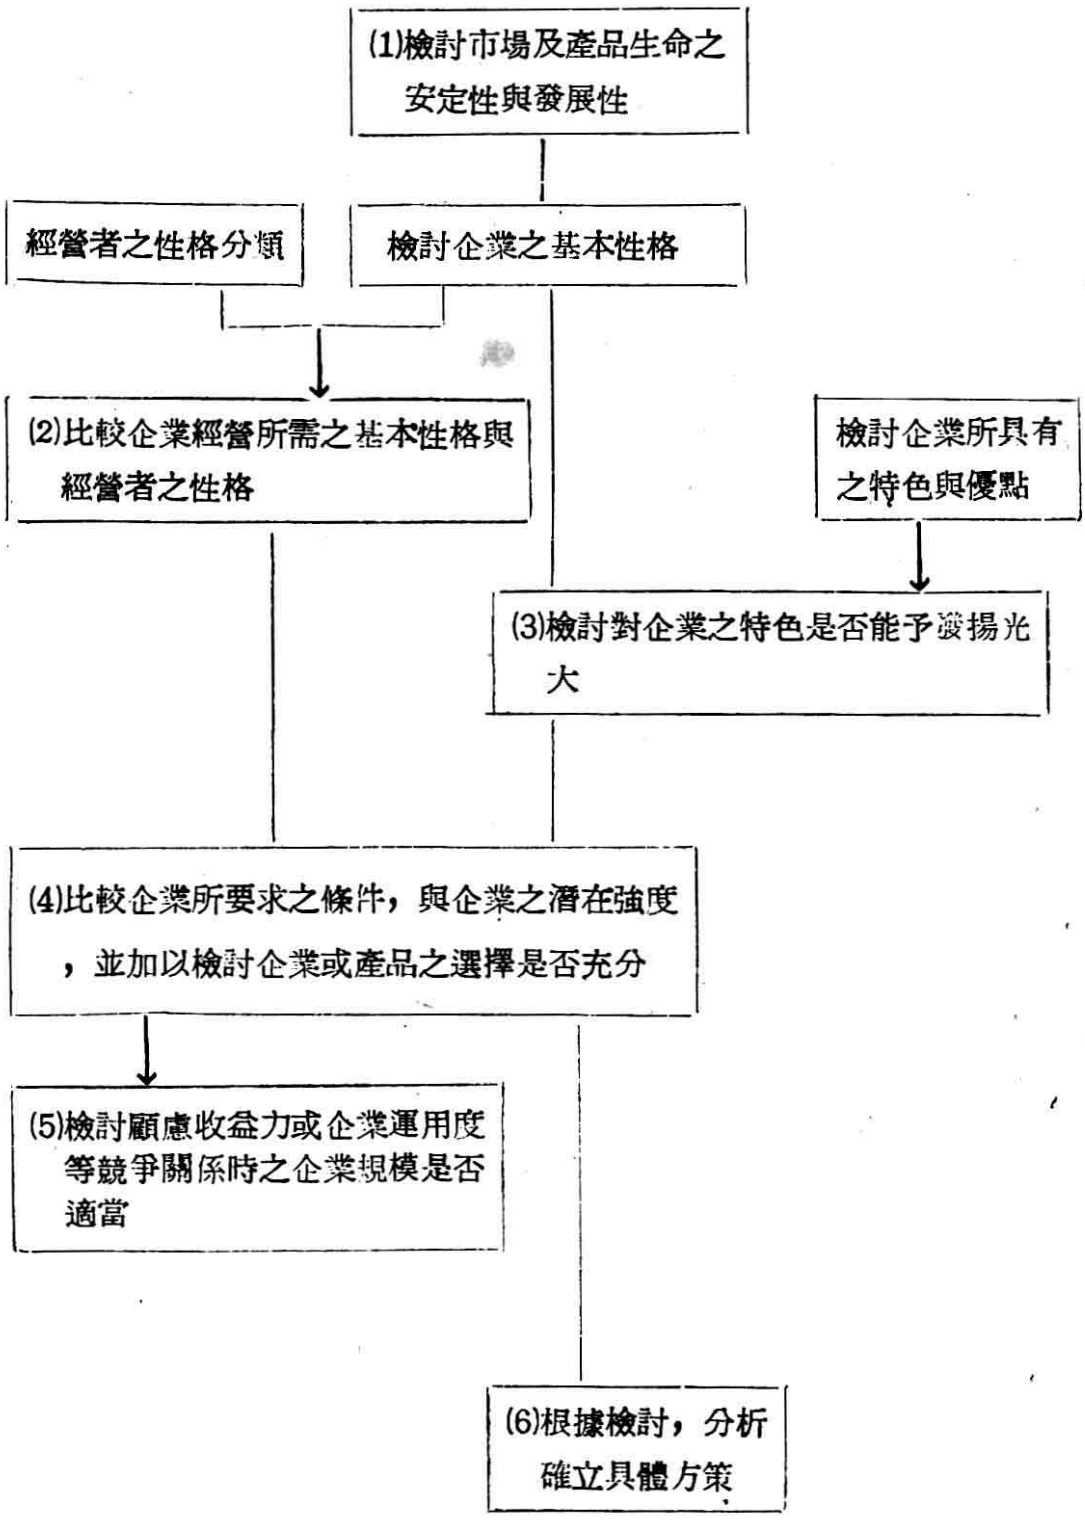 (1)檢討市場及產品生命之
安定性與發展性
經營者之性格分類
檢討企業之基本性格
(2)比較企業經營所需之基本性格與
經營者之性格
檢討企業所具有
之特色與優點
(3)檢討對企業之特色是否能予發揚光
大
(4)比較企業所要求之條件，與企業之潛在強度
，並加以檢討企業或產品之選擇是否充分
(5)檢討顧慮收益力或企業運用度
等競爭關係時之企業規模是否
適當
(6)根據檢討，分析
確立具體方策